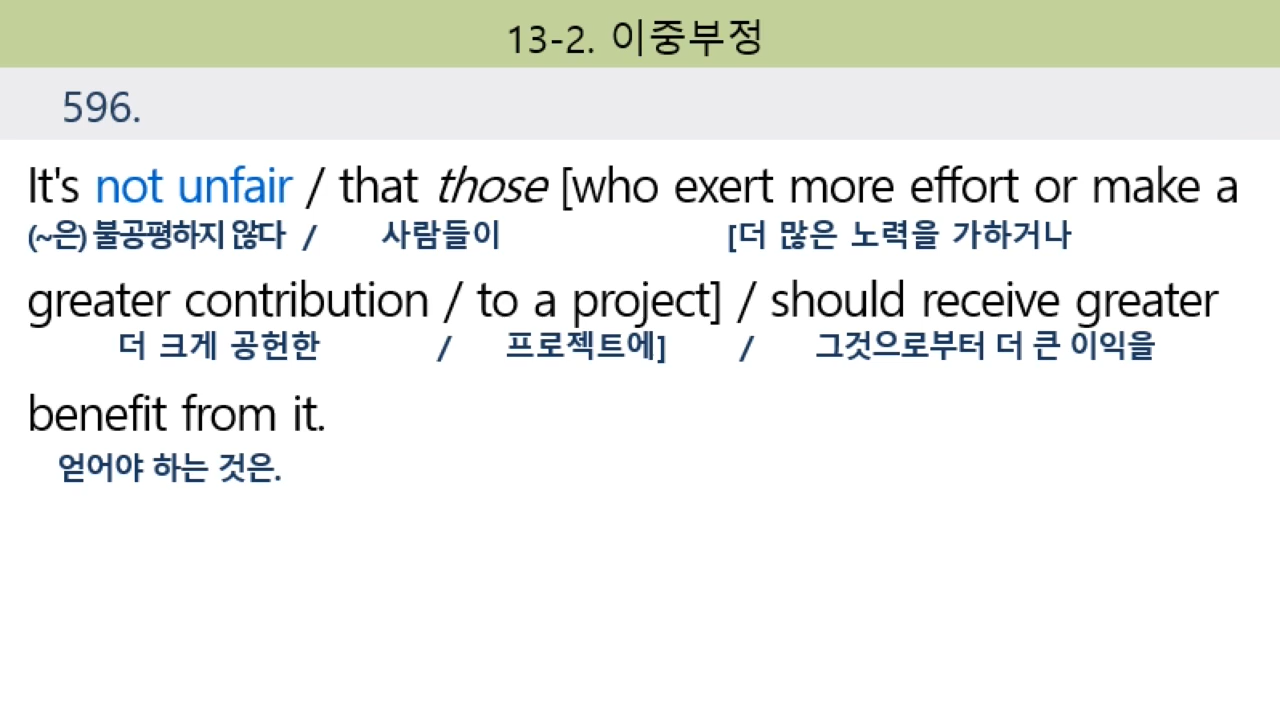 13-2. 이중부정
596.
It's not unfair / that those [who exert more effort or make a
(~은) 불공평하지 않다 / 사람들이 [더 많은 노력을 가하거나
greater contribution / to a project] / should receive greater
더 크게 공헌한 / 프로젝트에] / 그것으로부터 더 큰 이익을
benefit from it.
얻어야 하는 것은.